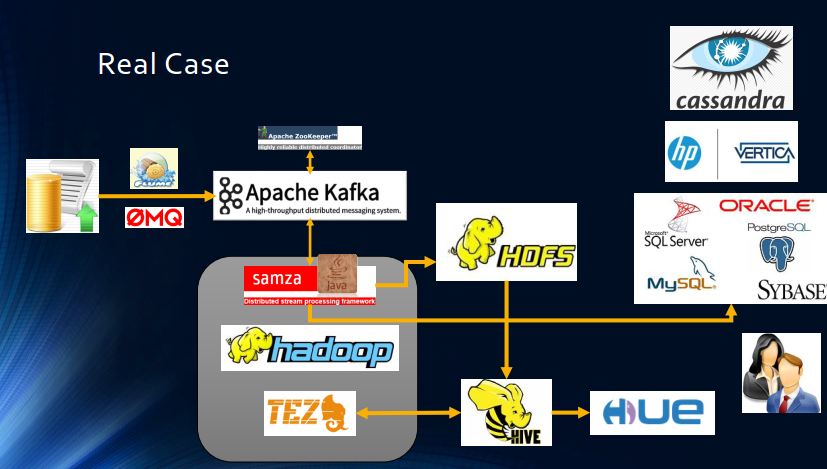 Real Case
cassandra
hp
VERTICA
Apache ZooKeeper™
Highly reliable distributed coordinator
FLUME
ØMQ
Apache Kafka
A high-throughput distributed messaging system.
Microsoft
SQL Server
ORACLE
PostgreSQL
MySQL
SYBASE
HDFS
samza
Java
Distributed stream processing framework
hadoop
TEZ
HIVE
HUE